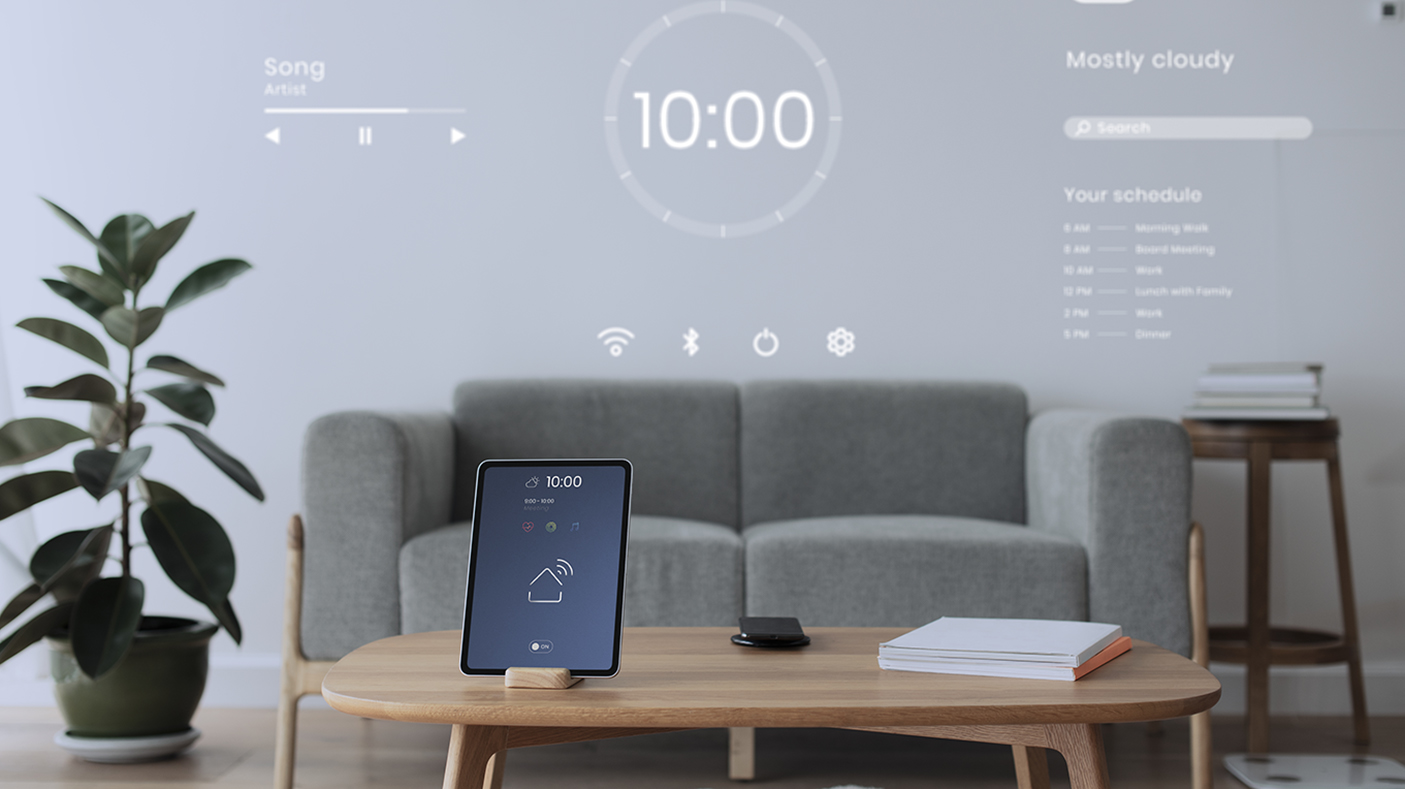 Song
Artist
10:00
Mostly cloudy
Search
Your schedule
6 AM Morning Walk
8 AM Board Meeting
10 AM Work
12 PM Lunch with Family
2 PM Work
5 PM Dinner
10:00
9:00 - 10:00
Meeting
ON